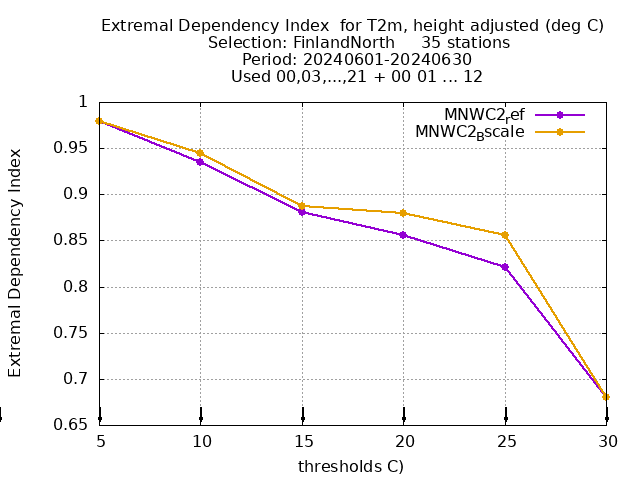 Extremal Dependency Index  for T2m, height adjusted (deg C)
Selection: FinlandNorth     35 stations
Period: 20240601-20240630
Used 00,03,...,21 + 00 01 ... 12
MNWC2ref
MNWC2Bscale
Extremal Dependency Index
1
0.95
0.9
0.85
0.8
0.75
0.7
0.65
5 10 15 20 25 30
thresholds C)